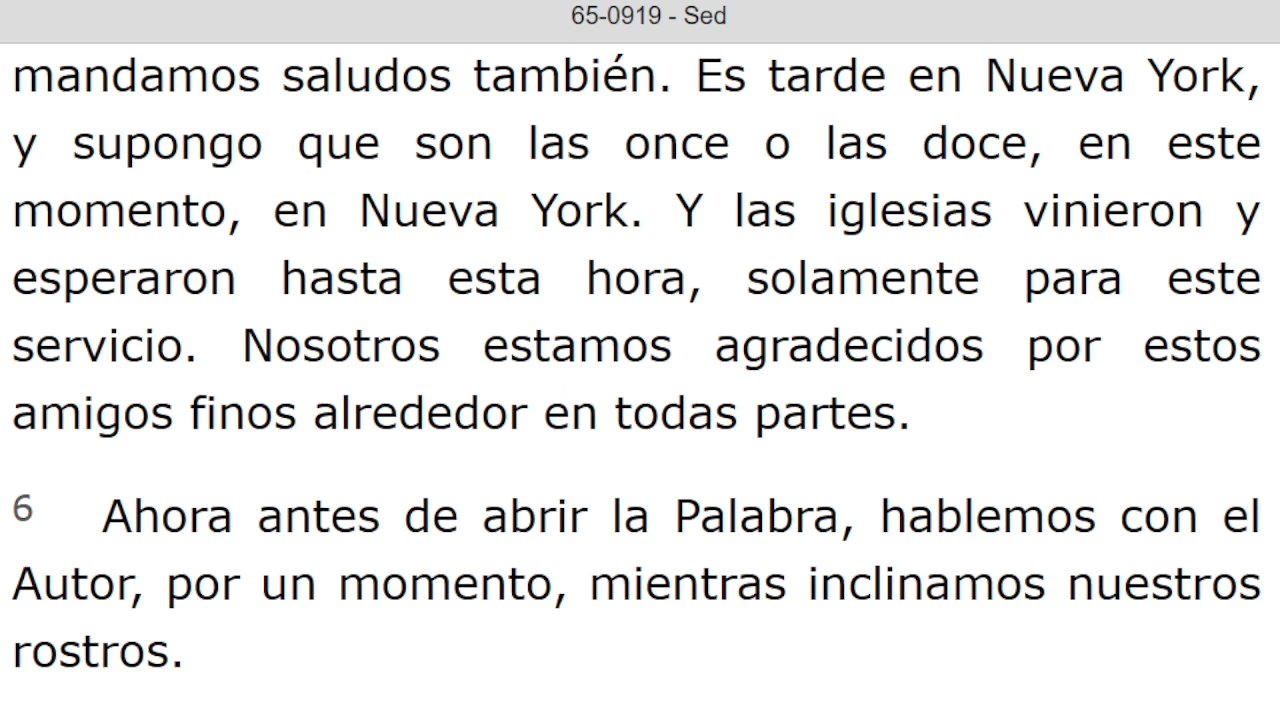 65-0919 - Sed
mandamos saludos también. Es tarde en Nueva York,
y supongo que son las once o las doce, en este
momento, en Nueva York. Y las iglesias vinieron y
esperaron hasta esta hora, solamente para este
servicio. Nosotros estamos agradecidos por estos
amigos finos alrededor en todas partes.
6 Ahora antes de abrir la Palabra, hablemos con el
Autor, por un momento, mientras inclinamos nuestros
rostros.